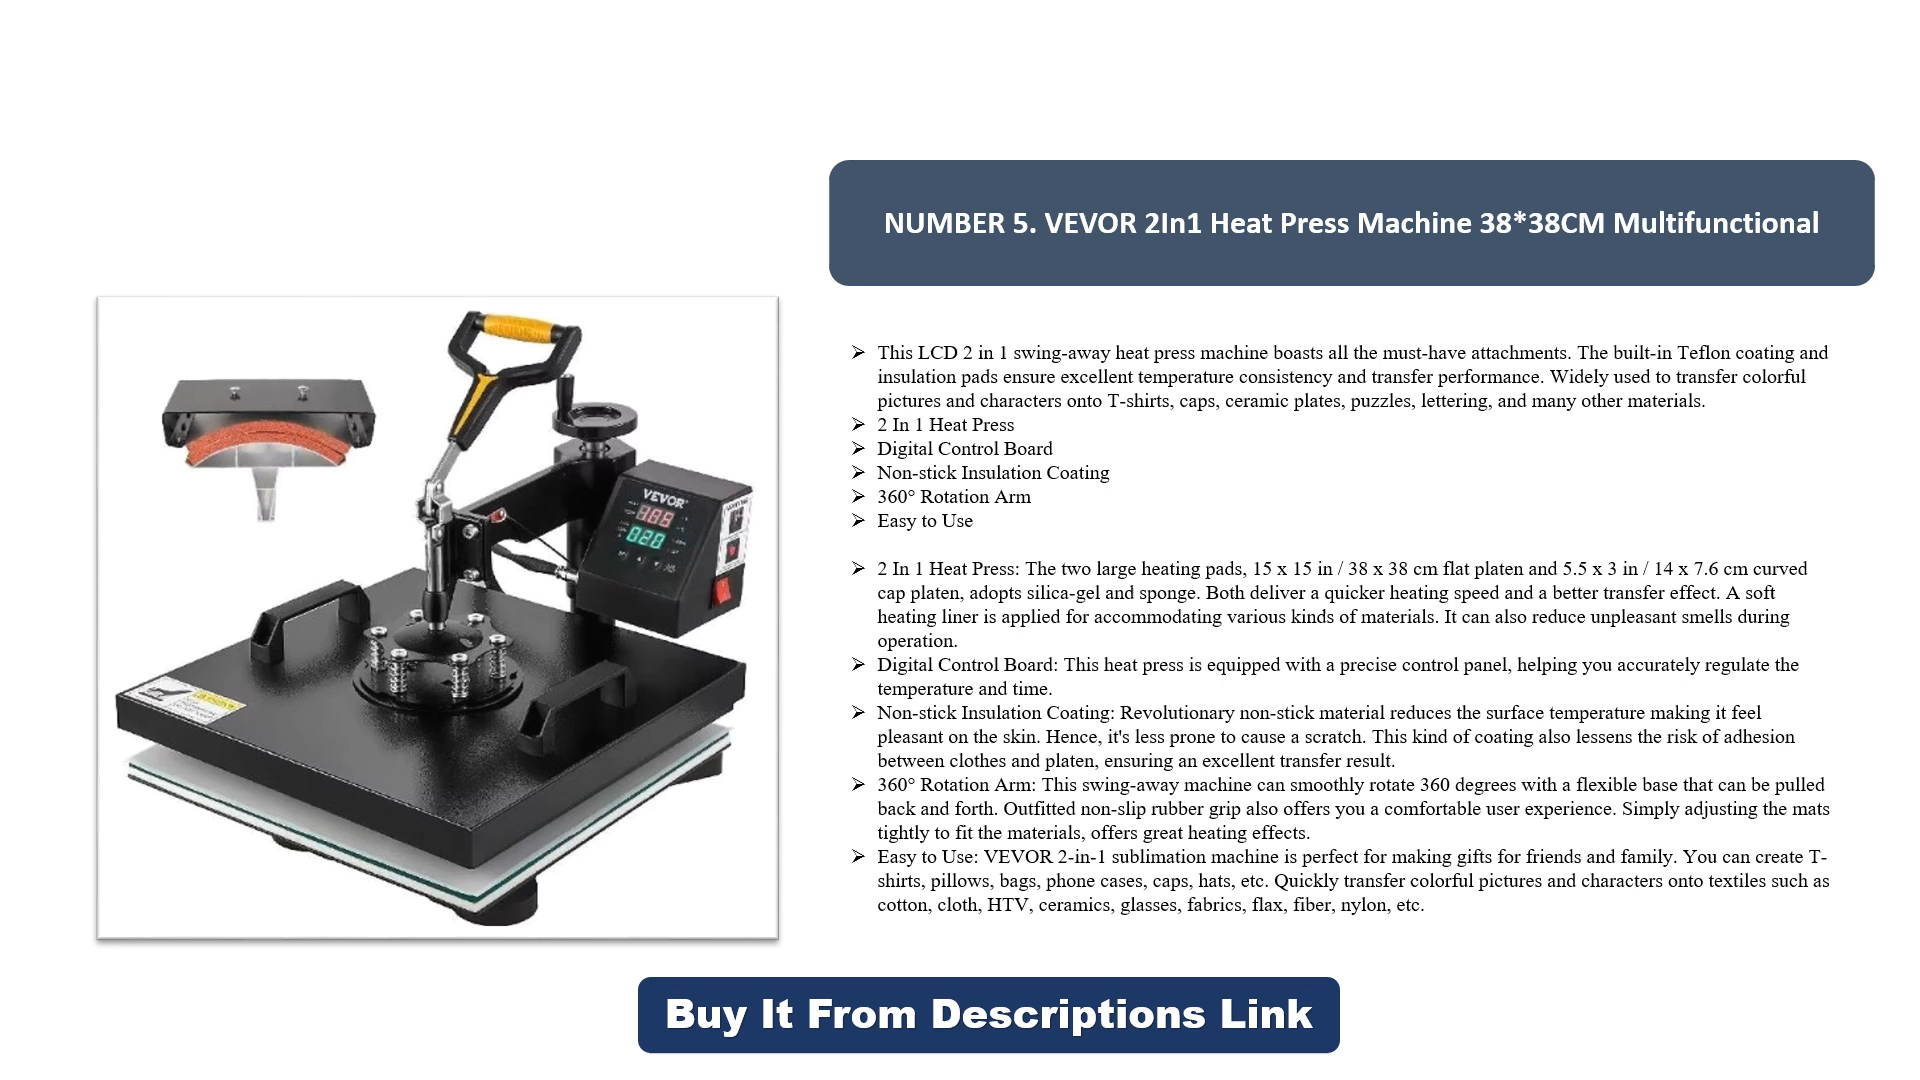 NUMBER 5. VEVOR 2In1 Heat Press Machine 38*38CM Multifunctional
VEVOR
➢ This LCD 2 in 1 swing-away heat press machine boasts all the must-have attachments. The built-in Teflon coating and
insulation pads ensure excellent temperature consistency and transfer performance. Widely used to transfer colorful
pictures and characters onto T-shirts, caps, ceramic plates, puzzles, lettering, and many other materials.
➢ 2 In 1 Heat Press
➢ Digital Control Board
➢ Non-stick Insulation Coating
➢ 360° Rotation Arm
➢ Easy to Use
➢ 2 In 1 Heat Press: The two large heating pads, 15 x 15 in / 38 x 38 cm flat platen and 5.5 x 3 in / 14 x 7.6 cm curved
cap platen, adopts silica-gel and sponge. Both deliver a quicker heating speed and a better transfer effect. A soft
heating liner is applied for accommodating various kinds of materials. It can also reduce unpleasant smells during
operation.
➢ Digital Control Board: This heat press is equipped with a precise control panel, helping you accurately regulate the
temperature and time.
➢ Non-stick Insulation Coating: Revolutionary non-stick material reduces the surface temperature making it feel
pleasant on the skin. Hence, it's less prone to cause a scratch. This kind of coating also lessens the risk of adhesion
between clothes and platen, ensuring an excellent transfer result.
➢ 360° Rotation Arm: This swing-away machine can smoothly rotate 360 degrees with a flexible base that can be pulled
back and forth. Outfitted non-slip rubber grip also offers you a comfortable user experience. Simply adjusting the mats
tightly to fit the materials, offers great heating effects.
➢ Easy to Use: VEVOR 2-in-1 sublimation machine is perfect for making gifts for friends and family. You can create T-
shirts, pillows, bags, phone cases, caps, hats, etc. Quickly transfer colorful pictures and characters onto textiles such as
cotton, cloth, HTV, ceramics, glasses, fabrics, flax, fiber, nylon, etc.
Buy It From Descriptions Link